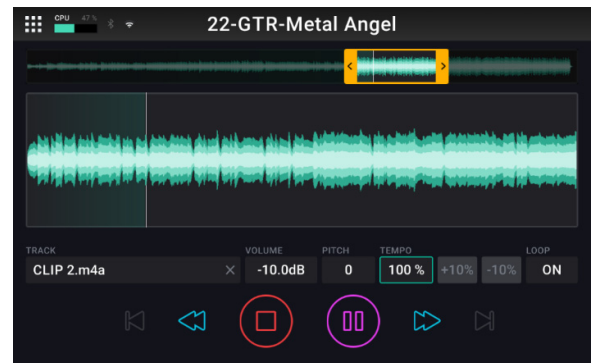 CPU 47% 22-GTR-Metal Angel
TRACK VOLUME PITCH TEMPO LOOP
CLIP 2.m4a × -10.0dB 0 100 % +10% -10% ON